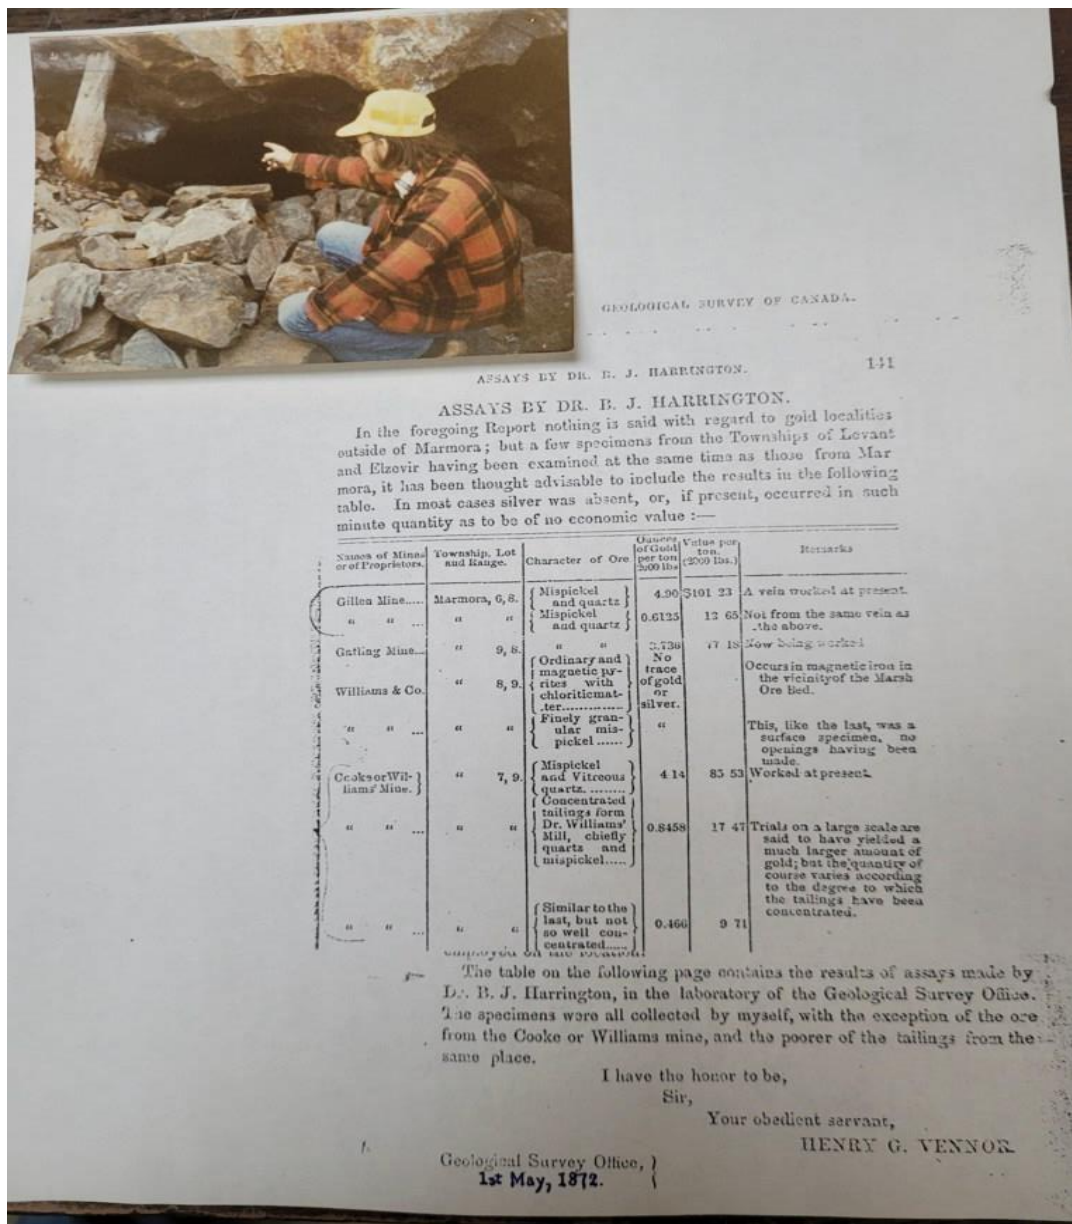 GEOLOGICAL SURVEY OF CANADA.
141
ASSAYS BY DR. B. J. HARRINGTON.
ASSAYS BY DR. B. J. HARRINGTON.
In the foregoing Report nothing is said with regard to gold localities
outside of Marmora; but a few specimens from the Townships of Levant
and Elzevir having been examined at the same time as those from Mar
mora, it has been thought advisable to include the results in the following
table. In most cases silver was absent, or, if present, occurred in such
minute quantity as to be of no economic value :—
Names of Mines or of Proprietors. Township, Lot and Range. Character of Ore Ounces of Gold per ton 2000 lbs Value per ton. (2000 lbs.) Remarks
Gillen Mine..... Marmora, 6, 8. Mispickel and quartz 4.90 $101 23 A vein worked at present.
" " ... " " Mispickel and quartz 0.6125 12 65 Not from the same vein as the above.
Gatling Mine... " 9, 8. " " 3.736 77 18 Now being worked
Williams & Co. " 8, 9. Ordinary and magnetic pyrites with chloriticmatter.............. No trace of gold or silver. Occurs in magnetic iron in the vicinity of the Marsh Ore Bed.
" " ... " " Finely granular mispickel ...... " This, like the last, was a surface specimen, no openings having been made.
Cooks or Williams' Mine. " 7, 9. Mispickel and Vitreous quartz. ........ 4 14 85 53 Worked at present.
" " ... " " Concentrated tailings form Dr. Williams' Mill, chiefly quartz and mispickel..... 0.8458 17 47 Trials on a large scale are said to have yielded a much larger amount of gold; but the quantity of course varies according to the degree to which the tailings have been concentrated.
" " ... " " Similar to the last, but not so well concentrated..... 0.466 9 71
employed on the location.
The table on the following page contains the results of assays made by
Dr. B. J. Harrington, in the laboratory of the Geological Survey Office.
The specimens were all collected by myself, with the exception of the ore
from the Cooke or Williams mine, and the poorer of the tailings from the
same place.
I have the honor to be,
Sir,
Your obedient servant,
HENRY G. VENNOR.
Geological Survey Office,
1st May, 1872.